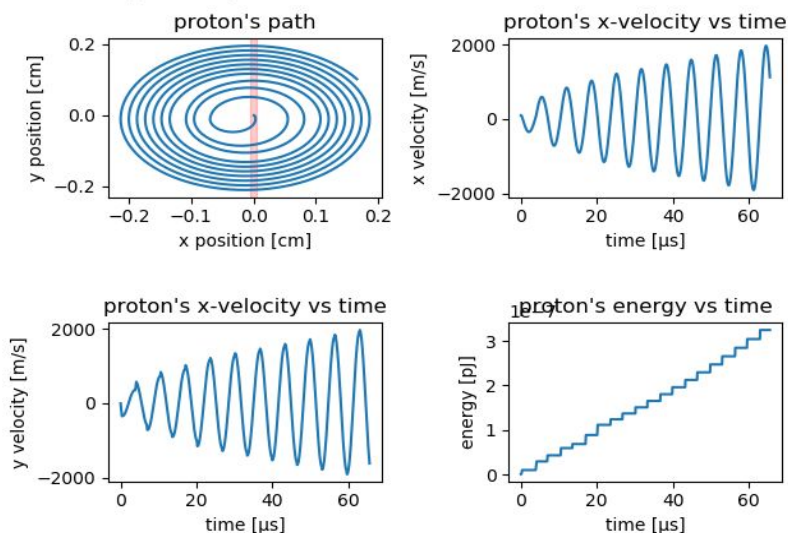 proton's path
0.2
0.0
−0.2
y position [cm]
−0.2 −0.1 0.0 0.1 0.2
x position [cm]
proton's x-velocity vs time
2000
0
−2000
x velocity [m/s]
0 20 40 60
time [µs]
proton's x-velocity vs time
2000
0
−2000
y velocity [m/s]
0 20 40 60
time [µs]
proton's energy vs time
1e−7
3
2
1
0
energy [pJ]
0 20 40 60
time [µs]